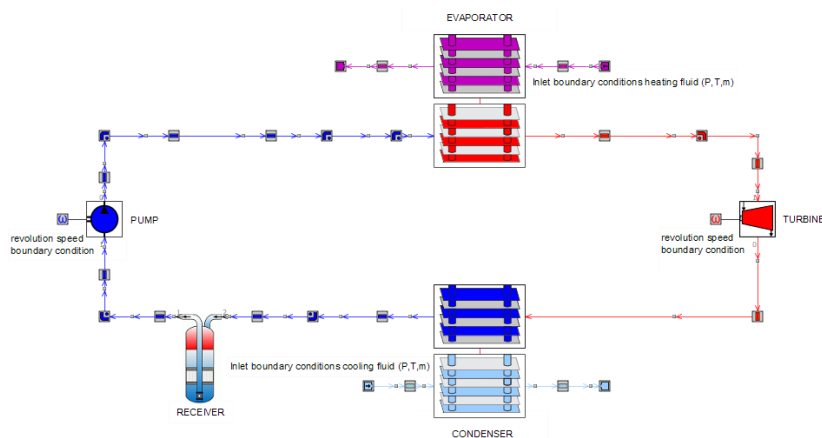 EVAPORATOR
Inlet boundary conditions heating fluid (P,T,m)
PUMP
revolution speed
boundary condition
TURBINE
revolution speed
boundary condition
Inlet boundary conditions cooling fluid (P,T,m)
RECEIVER
CONDENSER